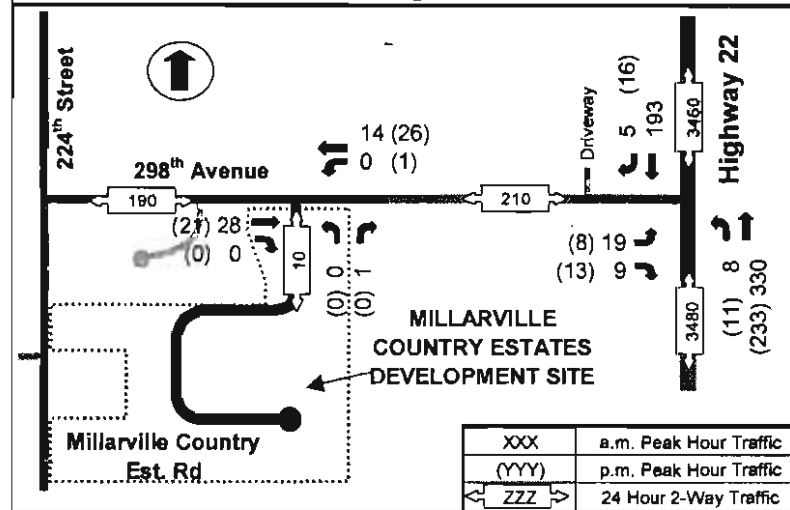 224th Street
298th Avenue
Highway 22
Driveway
14 (26)
0 (1)
5 (16)
193
3460
190
210
28
(0) 0
10
(0) 0
(0) 1
(8) 19
(13) 9
(11) 8
(233) 330
3480
MILLARVILLE
COUNTRY ESTATES
DEVELOPMENT SITE
Millarville Country
Est. Rd
XXX a.m. Peak Hour Traffic
(YYY) p.m. Peak Hour Traffic
ZZZ 24 Hour 2-Way Traffic